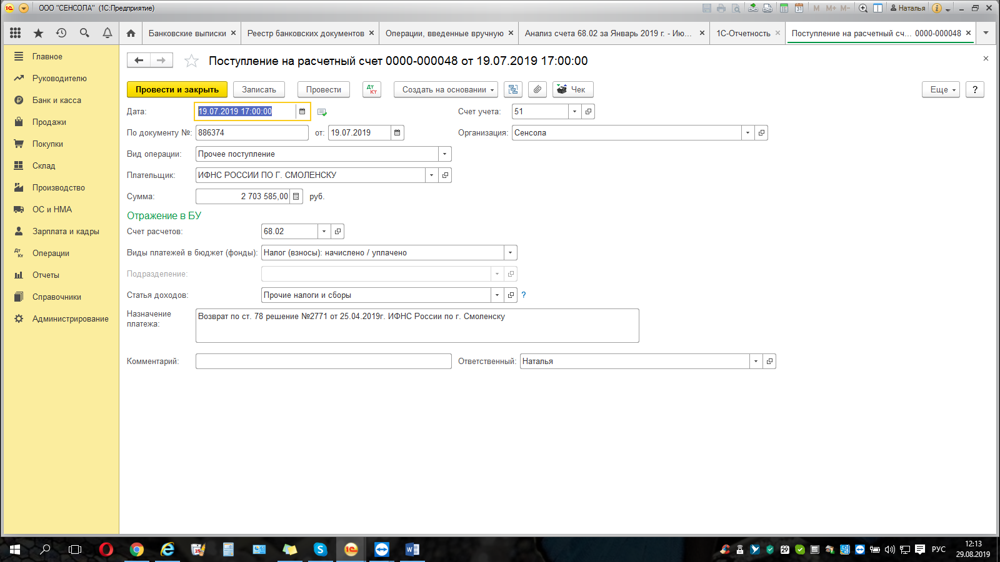 ООО "СЕНСОЛА" (1С:Предприятие)
M M+ M- Наталья
Банковские выписки
Реестр банковских документов
Операции, введенные вручную
Анализ счета 68.02 за Январь 2019 г. - Ию...
1С-Отчетность
Поступление на расчетный сч... 0000-000048
Главное
Руководителю
Банк и касса
Продажи
Покупки
Склад
Производство
ОС и НМА
Зарплата и кадры
Дт Кт Операции
Отчеты
Справочники
Администрирование
Поступление на расчетный счет 0000-000048 от 19.07.2019 17:00:00
Провести и закрыть Записать Провести Дт Кт Создать на основании Чек Еще ?
Дата: 19.07.2019 17:00:00 Счет учета: 51
По документу №: 886374 от: 19.07.2019 Организация: Сенсола
Вид операции: Прочее поступление
Плательщик: ИФНС РОССИИ ПО Г. СМОЛЕНСКУ
Сумма: 2 703 585,00 руб.
Отражение в БУ
Счет расчетов: 68.02
Виды платежей в бюджет (фонды): Налог (взносы): начислено / уплачено
Подразделение:
Статья доходов: Прочие налоги и сборы ?
Назначение платежа: Возврат по ст. 78 решение №2771 от 25.04.2019г. ИФНС России по г. Смоленску
Комментарий: Ответственный: Наталья
РУС
12:13
29.08.2019